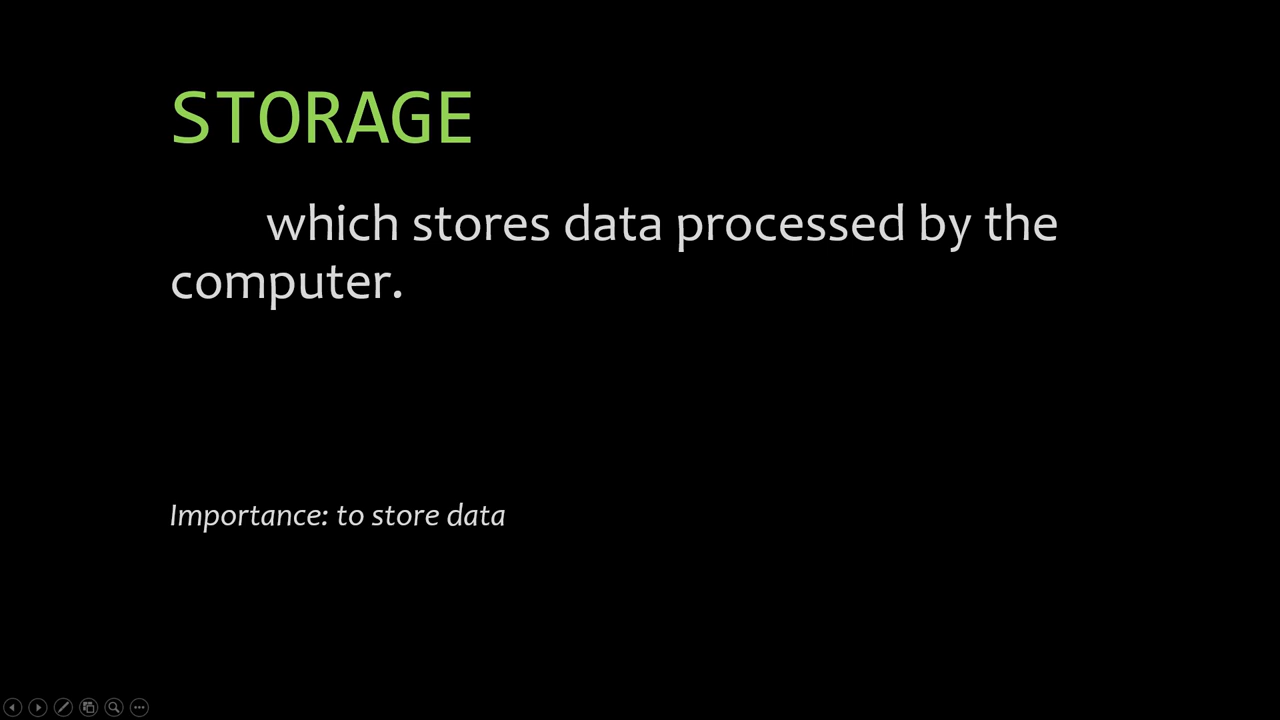 STORAGE
which stores data processed by the
computer.
Importance: to store data